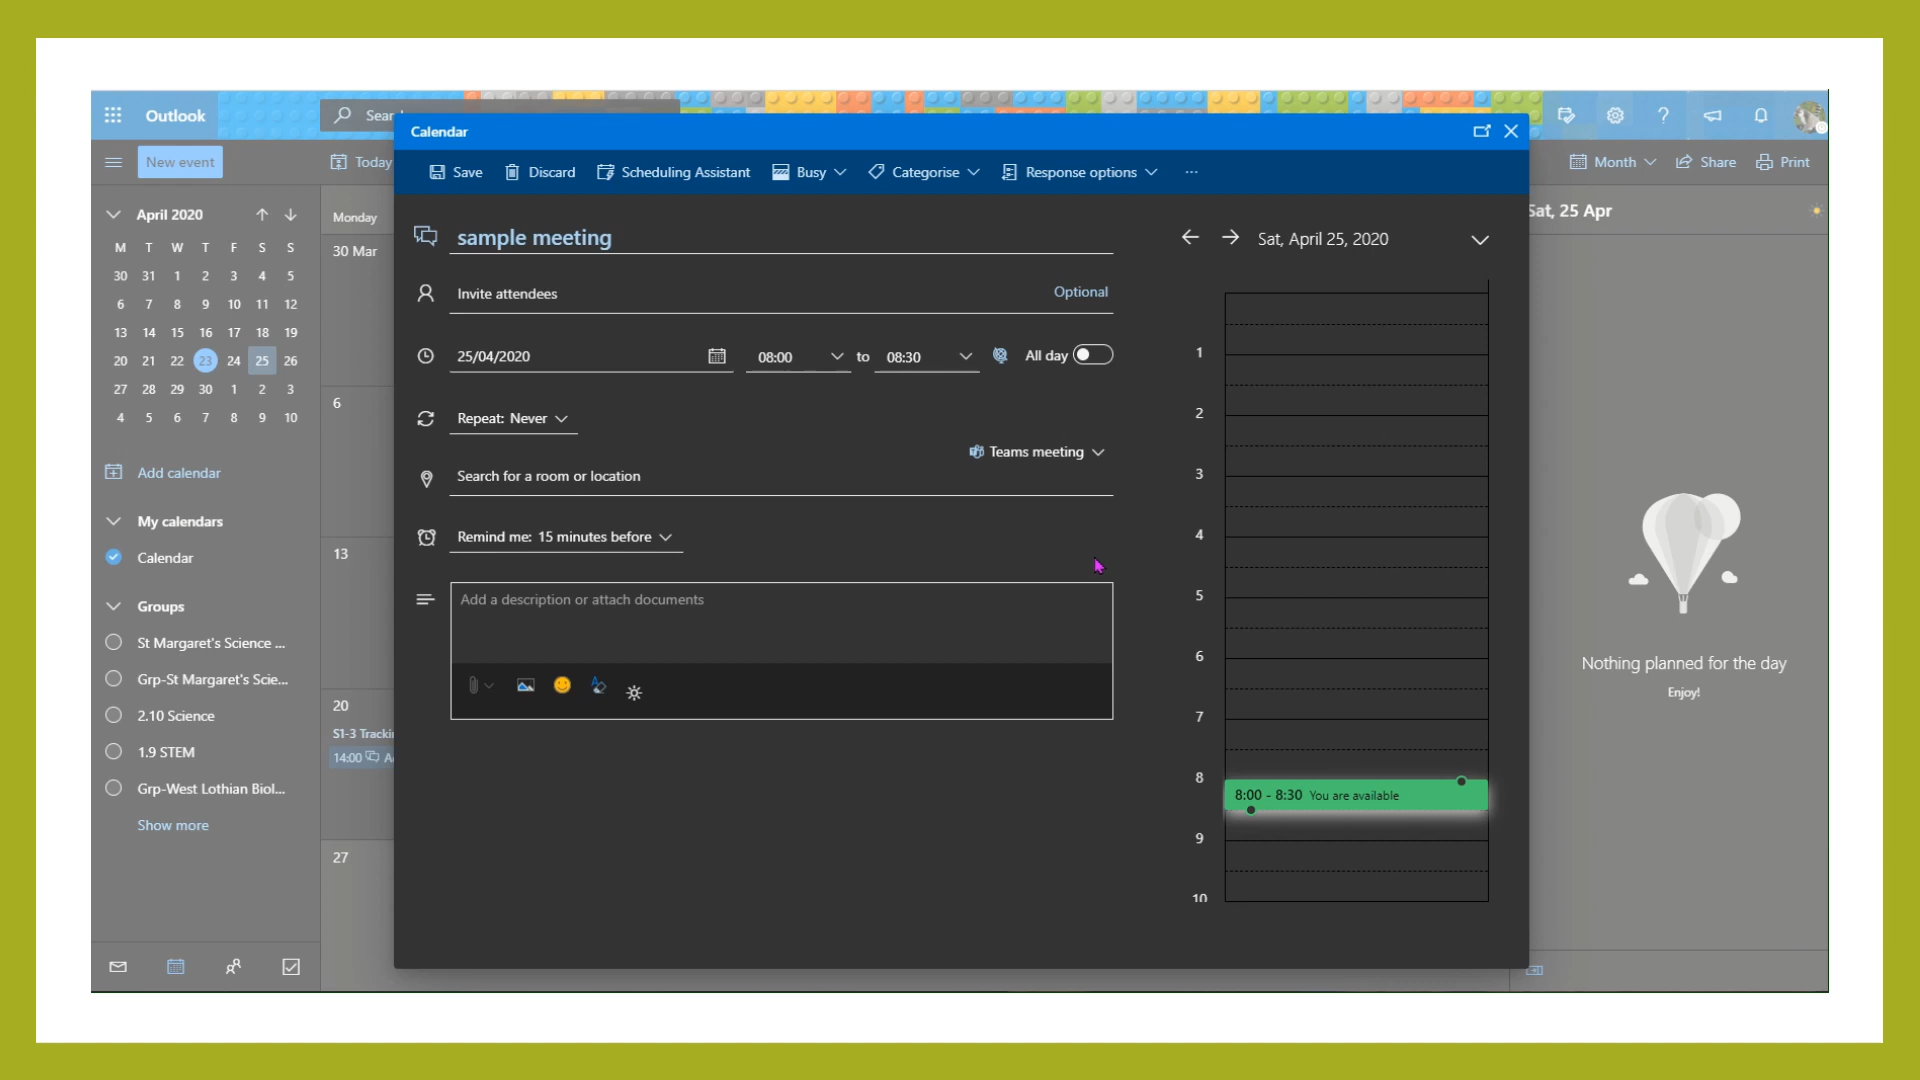 Outlook
Calendar
New event
Today
Save
Discard
Scheduling Assistant
Busy
Categorise
Response options
...
Month
Share
Print
April 2020
M T W T F S S
30 31 1 2 3 4 5
6 7 8 9 10 11 12
13 14 15 16 17 18 19
20 21 22 23 24 25 26
27 28 29 30 1 2 3
4 5 6 7 8 9 10
Add calendar
My calendars
Calendar
Groups
St Margaret's Science ...
Grp-St Margaret's Scie...
2.10 Science
1.9 STEM
Grp-West Lothian Biol...
Show more
Monday
30 Mar
6
13
20
14:00
27
sample meeting
Invite attendees
Optional
25/04/2020
08:00 to 08:30
All day
Repeat: Never
Teams meeting
Search for a room or location
Remind me: 15 minutes before
Add a description or attach documents
Sat, April 25, 2020
1
2
3
4
5
6
7
8
8:00 - 8:30 You are available
9
10
Sat, 25 Apr
Nothing planned for the day
Enjoy!